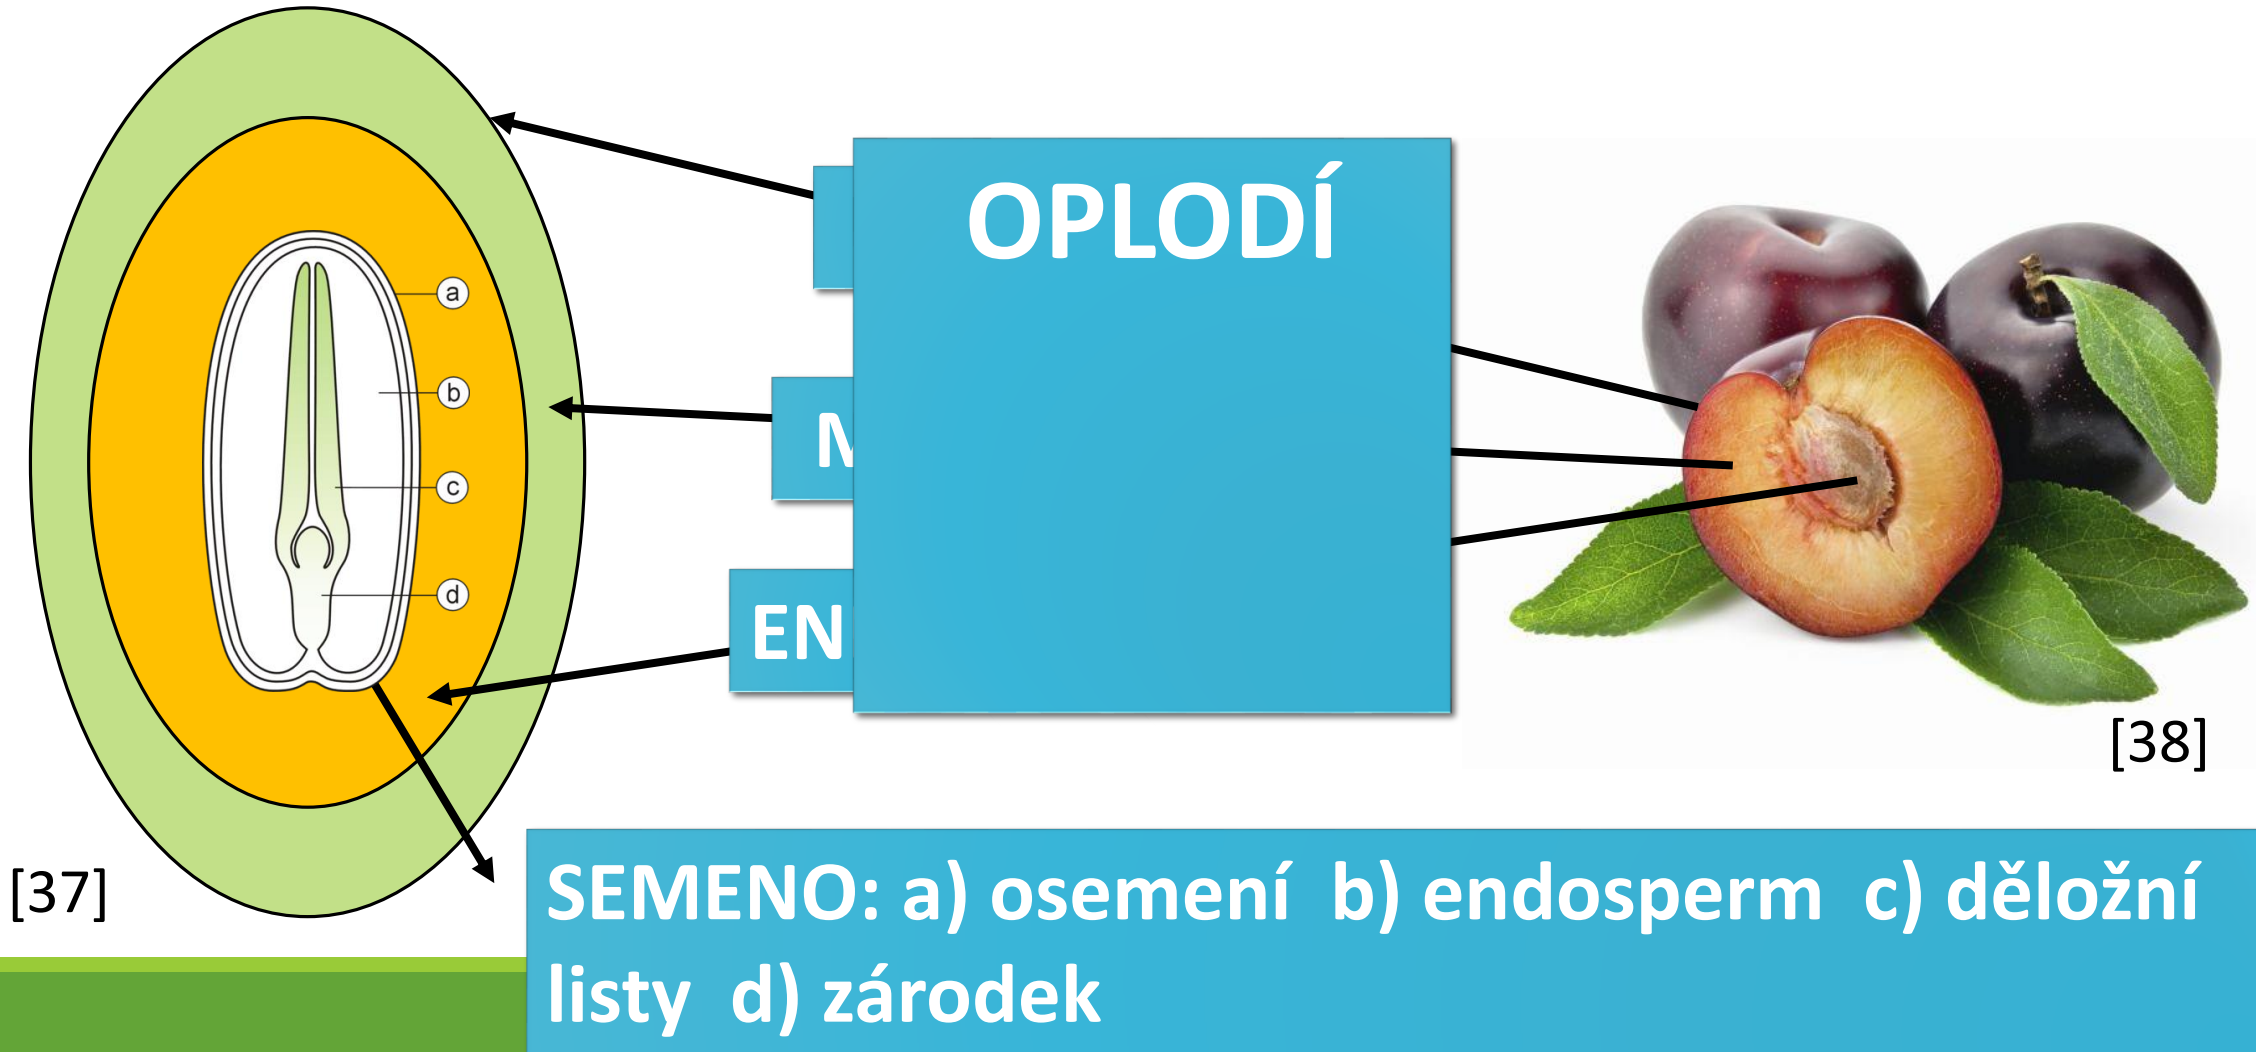 OPLODÍ
a
b
M
c
EN
d
[38]
[37]
SEMENO: a) osemení b) endosperm c) děložní
listy d) zárodek